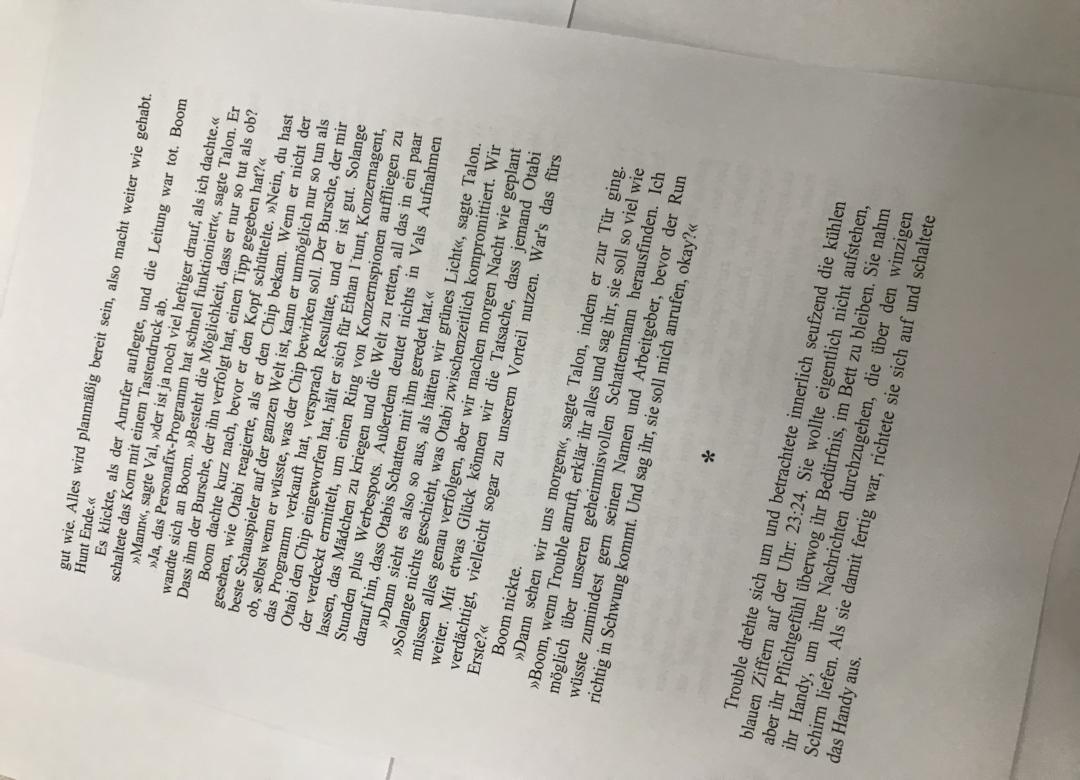 gut wie. Alles wird planmäßig bereit sein, also macht weiter wie gehabt.
Hunt Ende.«
Es klickte, als der Anrufer auflegte, und die Leitung war tot. Boom
schaltete das Kom mit einem Tastendruck ab.
»Mann«, sagte Val, »der ist ja noch viel heftiger drauf, als ich dachte.«
»Ja, das Personafix-Programm hat schnell funktioniert«, sagte Talon. Er
wandte sich an Boom. »Besteht die Möglichkeit, dass er nur so tut als ob?
Dass ihm der Bursche, der ihn verfolgt hat, einen Tipp gegeben hat?«
Boom dachte kurz nach, bevor er den Kopf schüttelte. »Nein, du hast
gesehen, wie Otabi reagierte, als er den Chip bekam. Wenn er nicht der
beste Schauspieler auf der ganzen Welt ist, kann er unmöglich nur so tun als
ob, selbst wenn er wüsste, was der Chip bewirken soll. Der Bursche, der mir
das Programm verkauft hat, versprach Resultate, und er ist gut. Solange
Otabi den Chip eingeworfen hat, hält er sich für Ethan Hunt, Konzernagent,
der verdeckt ermittelt, um einen Ring von Konzernspionen auffliegen zu
lassen, das Mädchen zu kriegen und die Welt zu retten, all das in ein paar
Stunden plus Werbespots. Außerdem deutet nichts in Vals Aufnahmen
darauf hin, dass Otabis Schatten mit ihm geredet hat.«
»Dann sieht es also so aus, als hätten wir grünes Licht«, sagte Talon.
»Solange nichts geschieht, was Otabi zwischenzeitlich kompromittiert. Wir
müssen alles genau verfolgen, aber wir machen morgen Nacht wie geplant
weiter. Mit etwas Glück können wir die Tatsache, dass jemand Otabi
verdächtigt, vielleicht sogar zu unserem Vorteil nutzen. War's das fürs
Erste?«
Boom nickte.
»Dann sehen wir uns morgen«, sagte Talon, indem er zur Tür ging.
»Boom, wenn Trouble anruft, erklär ihr alles und sag ihr, sie soll so viel wie
möglich über unseren geheimnisvollen Schattenmann herausfinden. Ich
wüsste zumindest gern seinen Namen und Arbeitgeber, bevor der Run
richtig in Schwung kommt. Und sag ihr, sie soll mich anrufen, okay?«
*
Trouble drehte sich um und betrachtete innerlich seufzend die kühlen
blauen Ziffern auf der Uhr: 23:24. Sie wollte eigentlich nicht aufstehen,
aber ihr Pflichtgefühl überwog ihr Bedürfnis, im Bett zu bleiben. Sie nahm
ihr Handy, um ihre Nachrichten durchzugehen, die über den winzigen
Schirm liefen. Als sie damit fertig war, richtete sie sich auf und schaltete
das Handy aus.